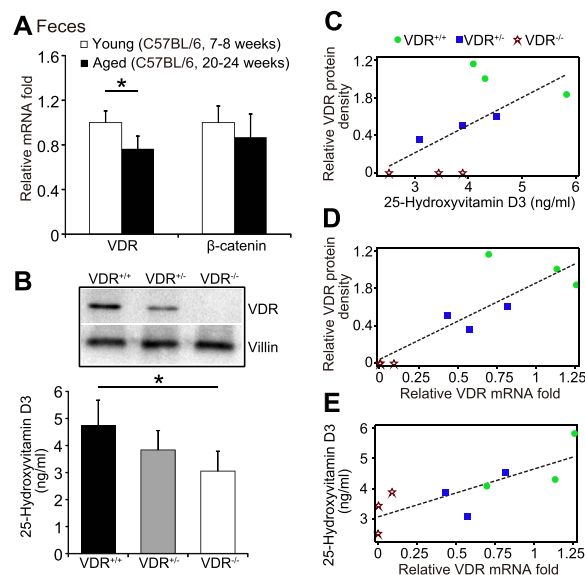 A Feces
Young (C57BL/6, 7-8 weeks)
Aged (C57BL/6, 20-24 weeks)
Relative mRNA fold
1.6
1.2
0.8
0.4
0
*
VDR
β-catenin
B
VDR+/+ VDR+/- VDR-/-
VDR
Villin
25-Hydroxyvitamin D3
(ng/ml)
6
5
4
3
2
1
0
*
VDR+/+ VDR+/- VDR-/-
C
VDR+/+ VDR+/- VDR-/-
Relative VDR protein
density
1.2
1.8
0.4
0
3 4 5 6
25-Hydroxyvitamin D3 (ng/ml)
D
Relative VDR protein
density
1.2
1.8
0.4
0
0 0.25 0.5 0.75 1 1.25
Relative VDR mRNA fold
E
25-Hydroxyvitamin D3
(ng/ml)
6
5
4
3
0 0.25 0.5 0.75 1 1.25
Relative VDR mRNA fold